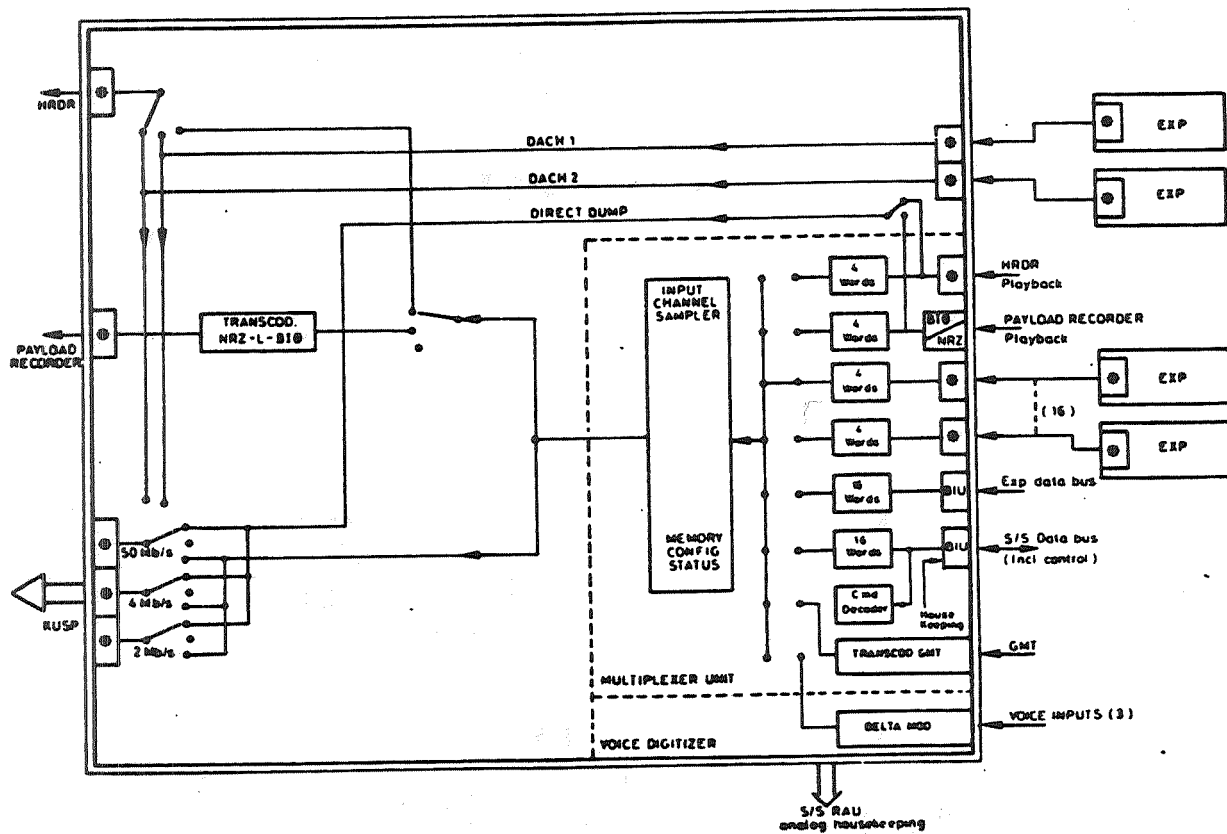 HRDR
DACH 1
DACH 2
DIRECT DUMP
EXP
EXP
INPUT
CHANNEL
SAMPLER
MEMORY
CONFIG
STATUS
4
Words
HRDR
Playback
PAYLOAD
RECORDER
TRANSCOD.
NRZ-L-BIØ
4
Words
BIØ
NRZ
PAYLOAD RECORDER
Playback
4
Words
EXP
(16)
4
Words
EXP
16
Words
BIU
Exp data bus
16
Words
BIU
S/S Data bus
(Incl control)
Cmd
Decoder
House
Keeping
TRANSCOD GMT
GMT
MULTIPLEXER UNIT
50 Mb/s
4 Mb/s
2 Mb/s
KUSP
VOICE DIGITIZER
DELTA MOD
VOICE INPUTS (3)
S/S RAU
analog housekeeping